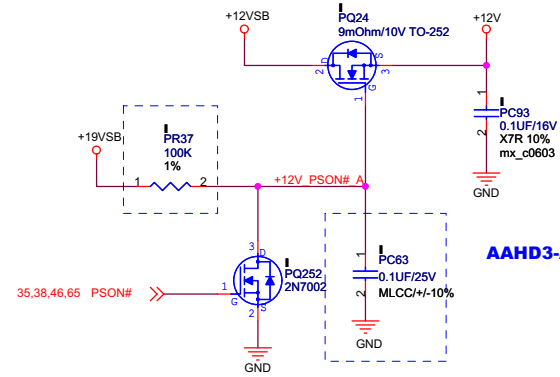 +12VSB
PQ24
9mOhm/10V TO-252
+12V
D
S
2
3
G
1
1
PC93
0.1UF/16V
X7R 10%
mx_c0603
2
GND
+19VSB
PR37
100K
1%
1
2
+12V_PSON#_A
3
D
PQ252
2N7002
1
G
S
2
GND
35,38,46,65 PSON#
1
PC63
0.1UF/25V
MLCC/+/-10%
2
GND